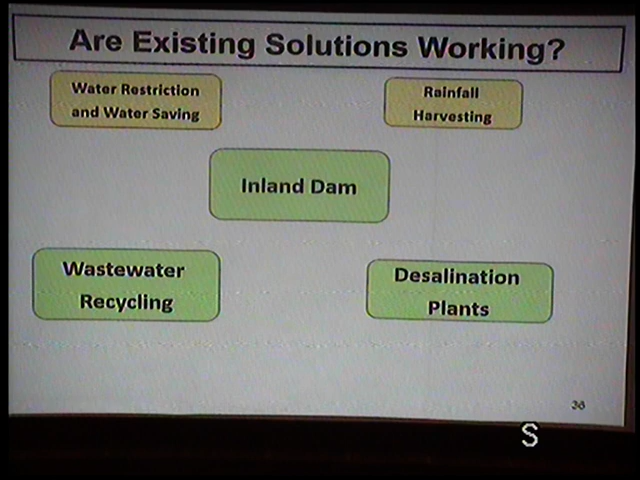 Are Existing Solutions Working?
Water Restriction
and Water Saving
Rainfall
Harvesting
Inland Dam
Wastewater
Recycling
Desalination
Plants
36
S